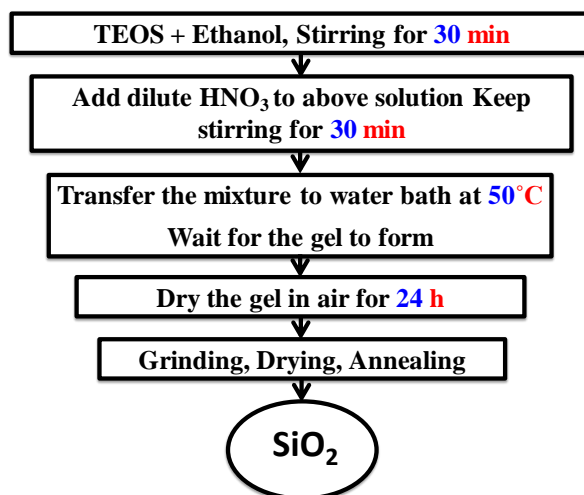 TEOS + Ethanol, Stirring for 30 min
Add dilute HNO₃ to above solution Keep
stirring for 30 min
Transfer the mixture to water bath at 50°C
Wait for the gel to form
Dry the gel in air for 24 h
Grinding, Drying, Annealing
SiO₂